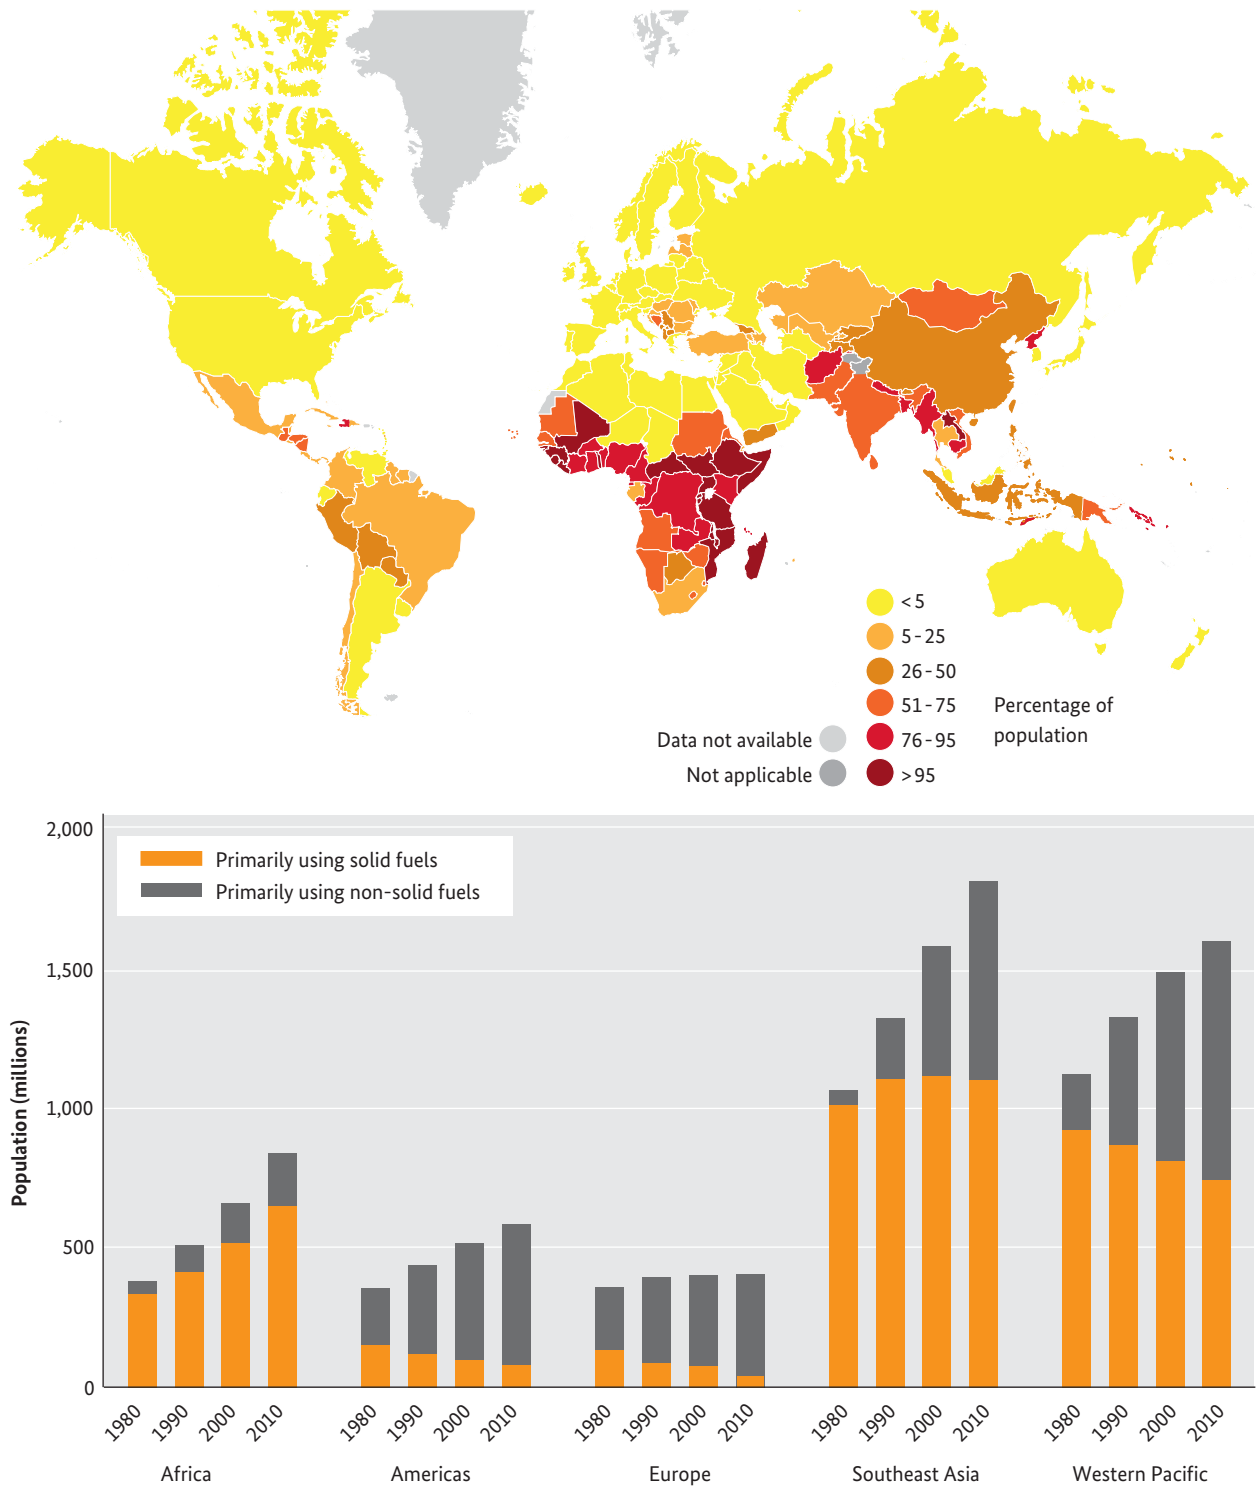 <5
5-25
26-50
51-75
76-95
>95
Percentage of
population
Data not available
Not applicable
2,000
1,500
1,000
500
0
Population (millions)
Primarily using solid fuels
Primarily using non-solid fuels
1980 1990 2000 2010
1980 1990 2000 2010
1980 1990 2000 2010
1980 1990 2000 2010
1980 1990 2000 2010
Africa
Americas
Europe
Southeast Asia
Western Pacific